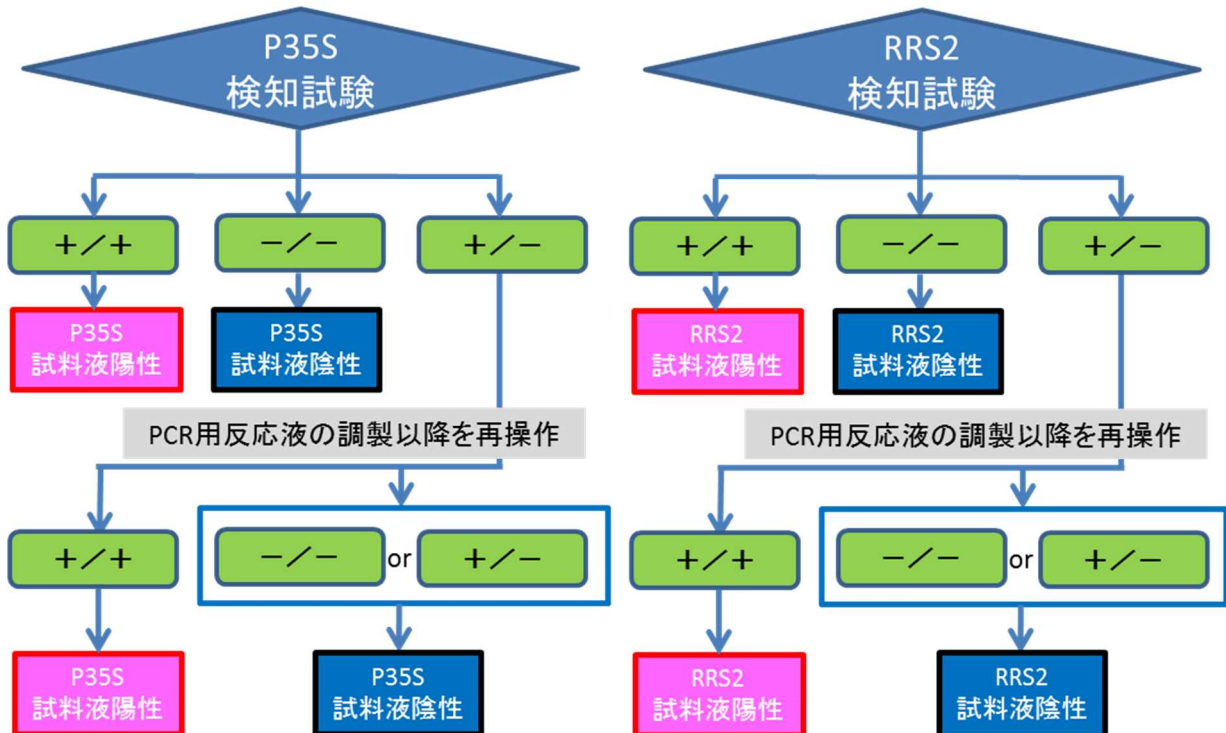 P35S
検知試験
+/+
-/-
+/-
P35S
試料液陽性
P35S
試料液陰性
PCR用反応液の調製以降を再操作
+/+
-/-
or
+/-
P35S
試料液陽性
P35S
試料液陰性
RRS2
検知試験
+/+
-/-
+/-
RRS2
試料液陽性
RRS2
試料液陰性
PCR用反応液の調製以降を再操作
+/+
-/-
or
+/-
RRS2
試料液陽性
RRS2
試料液陰性